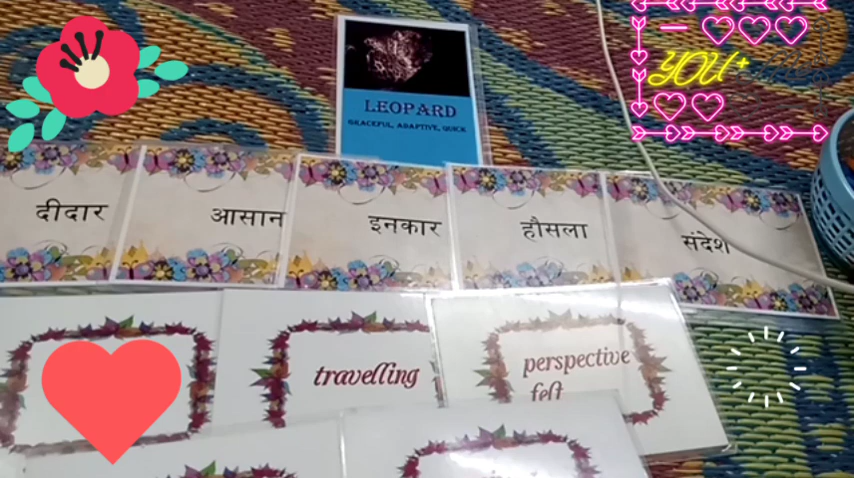 YOU+
LEOPARD
GRACEFUL, ADAPTIVE, QUICK
दीदार
आसान
इनकार
हौसला
संदेश
travelling
perspective
felt